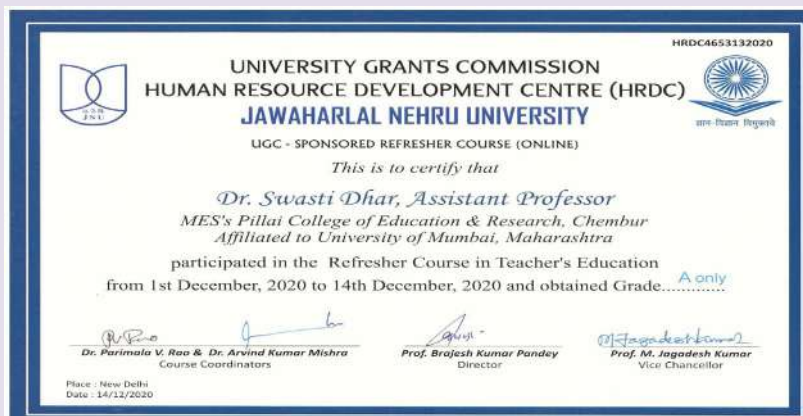 HRDC4653132020
UNIVERSITY GRANTS COMMISSION
HUMAN RESOURCE DEVELOPMENT CENTRE (HRDC)
JAWAHARLAL NEHRU UNIVERSITY
JNU
ज्ञान-विज्ञान विमुक्तये
UGC - SPONSORED REFRESHER COURSE (ONLINE)
This is to certify that
Dr. Swasti Dhar, Assistant Professor
MES's Pillai College of Education & Research, Chembur
Affiliated to University of Mumbai, Maharashtra
participated in the Refresher Course in Teacher's Education
from 1st December, 2020 to 14th December, 2020 and obtained Grade............. A only
M. Jagadesh Kumar
Dr. Parimala V. Rao & Dr. Arvind Kumar Mishra
Course Coordinators
Prof. Brajesh Kumar Pandey
Director
Prof. M. Jagadesh Kumar
Vice Chancellor
Place : New Delhi
Date : 14/12/2020